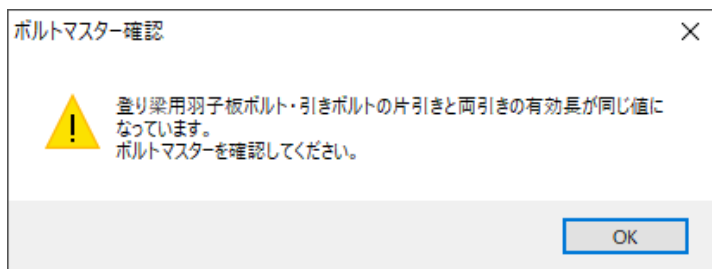 ボルトマスター確認
登り梁用羽子板ボルト・引きボルトの片引きと両引きの有効長が同じ値に
なっています。
ボルトマスターを確認してください。
OK